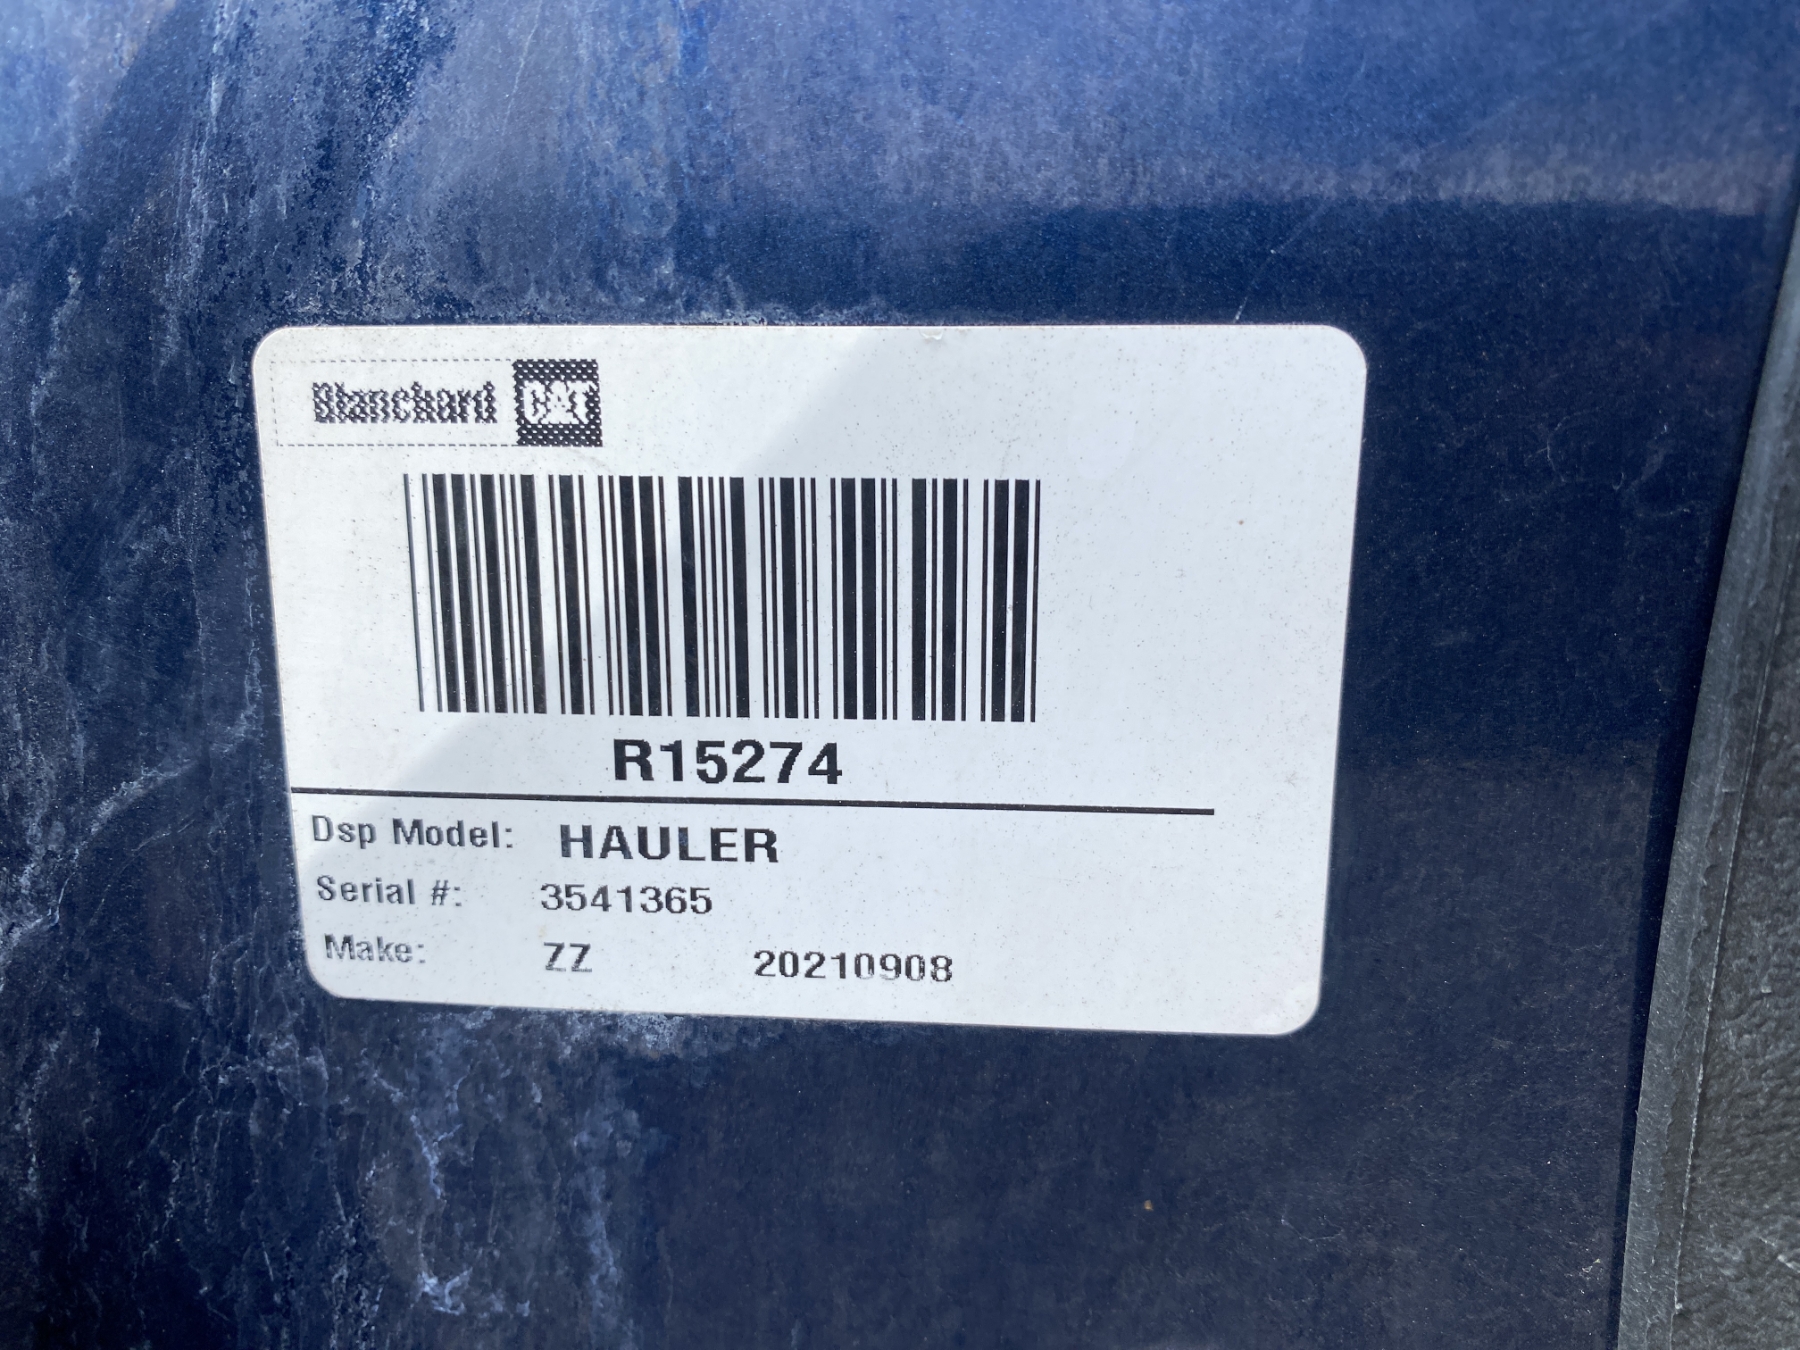 Blanchard CAT
R15274
Dsp Model: HAULER
Serial #: 3541365
Make: ZZ 20210908